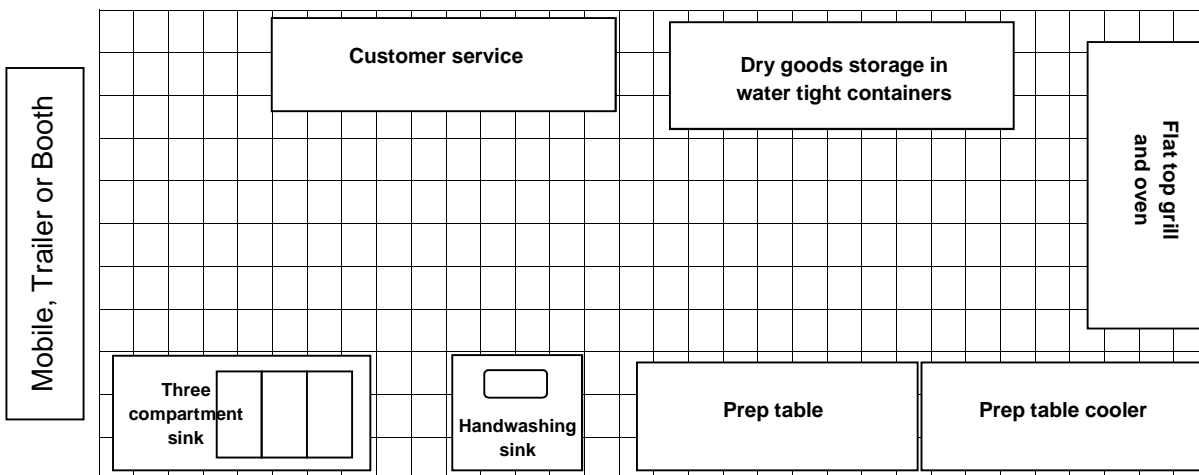 Mobile, Trailer or Booth
Customer service
Dry goods storage in
water tight containers
Flat top grill
and oven
Three
compartment
sink
Handwashing
sink
Prep table
Prep table cooler